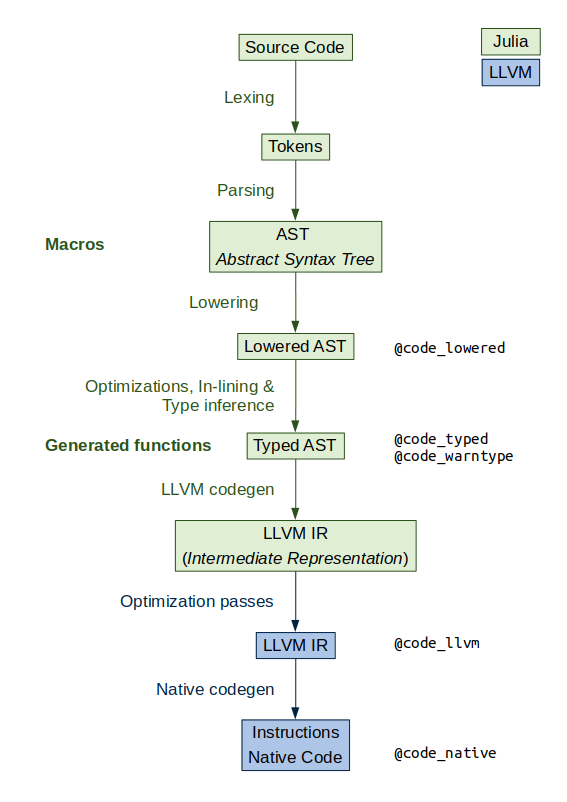 Source Code
Julia
LLVM
Lexing
Tokens
Parsing
AST
Abstract Syntax Tree
Macros
Lowering
Lowered AST
@code_lowered
Optimizations, In-lining &
Type inference
Generated functions
Typed AST
@code_typed
@code_warntype
LLVM codegen
LLVM IR
(Intermediate Representation)
Optimization passes
LLVM IR
@code_llvm
Native codegen
Instructions
Native Code
@code_native